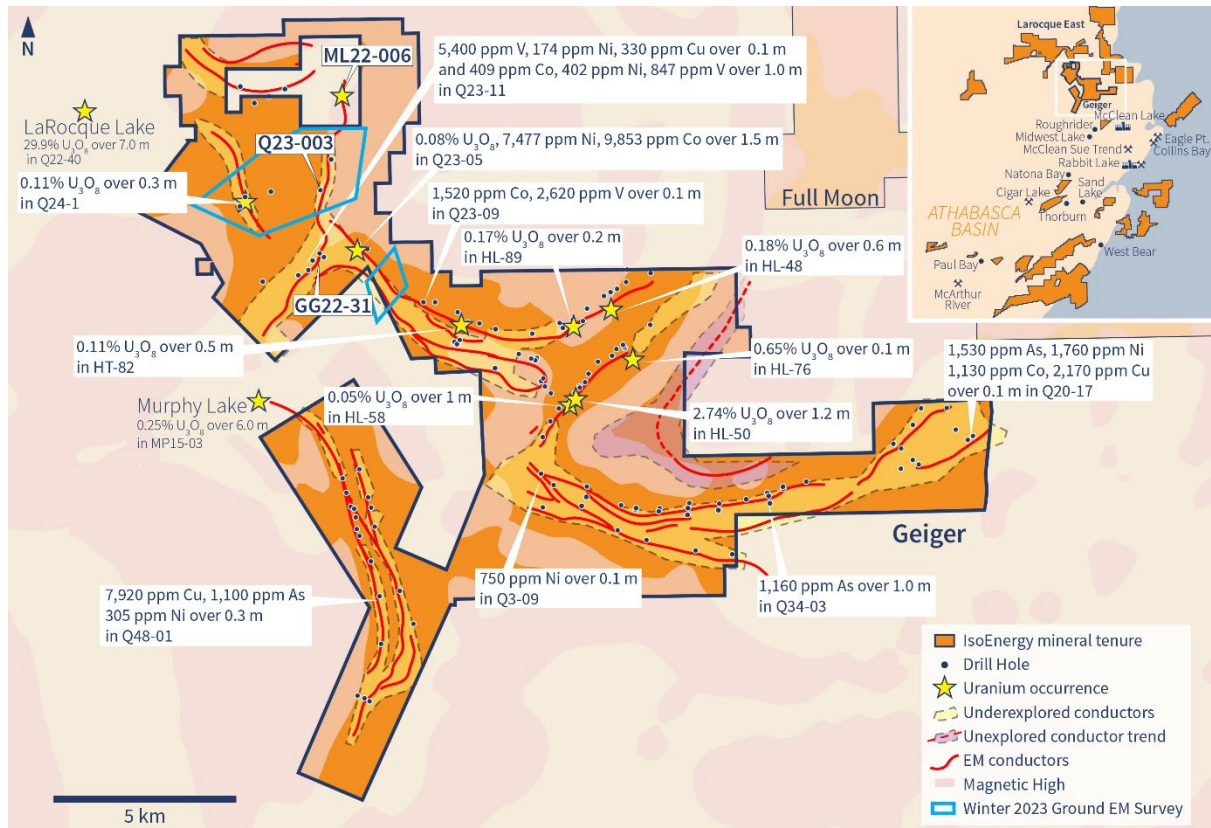 N
ML22-006
5,400 ppm V, 174 ppm Ni, 330 ppm Cu over 0.1 m
and 409 ppm Co, 402 ppm Ni, 847 ppm V over 1.0 m
in Q23-11
LaRocque Lake
29.9% U₃O₈ over 7.0 m
in Q22-40
Q23-003
0.08% U₃O₈, 7,477 ppm Ni, 9,853 ppm Co over 1.5 m
in Q23-05
0.11% U₃O₈ over 0.3 m
in Q24-1
1,520 ppm Co, 2,620 ppm V over 0.1 m
in Q23-09
Full Moon
0.17% U₃O₈ over 0.2 m
in HL-89
0.18% U₃O₈ over 0.6 m
in HL-48
GG22-31
0.11% U₃O₈ over 0.5 m
in HT-82
0.65% U₃O₈ over 0.1 m
in HL-76
1,530 ppm As, 1,760 ppm Ni
1,130 ppm Co, 2,170 ppm Cu
over 0.1 m in Q20-17
Murphy Lake
0.25% U₃O₈ over 6.0 m
in MP15-03
0.05% U₃O₈ over 1 m
in HL-58
2.74% U₃O₈ over 1.2 m
in HL-50
Geiger
7,920 ppm Cu, 1,100 ppm As
305 ppm Ni over 0.3 m
in Q48-01
750 ppm Ni over 0.1 m
in Q3-09
1,160 ppm As over 1.0 m
in Q34-03
5 km
Larocque East
Geiger
McClean Lake
Roughrider
Midwest Lake
McClean Sue Trend
Eagle Pt.
Collins Bay
Rabbit Lake
Natona Bay
Cigar Lake
Sand
Lake
Thorburn
ATHABASCA
BASIN
West Bear
Paul Bay
McArthur
River
IsoEnergy mineral tenure
Drill Hole
Uranium occurrence
Underexplored conductors
Unexplored conductor trend
EM conductors
Magnetic High
Winter 2023 Ground EM Survey